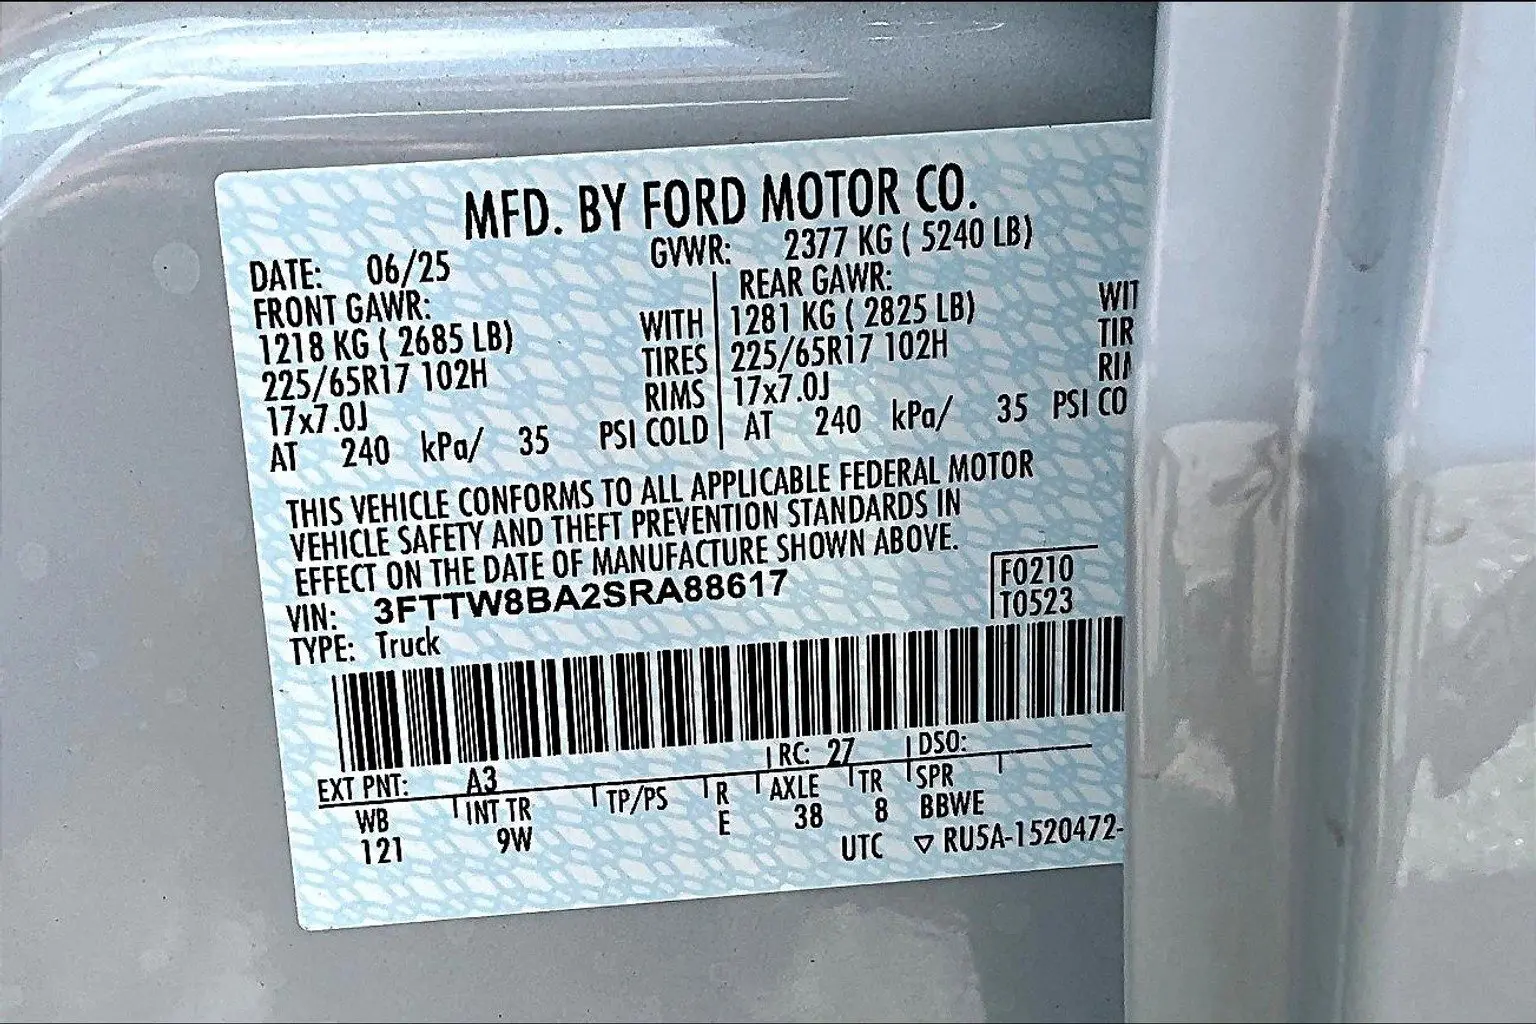 MFD. BY FORD MOTOR CO.
DATE: 06/25 GVWR: 2377 KG ( 5240 LB)
FRONT GAWR: REAR GAWR:
1218 KG ( 2685 LB) WITH 1281 KG ( 2825 LB) WIT
225/65R17 102H TIRES 225/65R17 102H TIR
17x7.0J RIMS 17x7.0J RIM
AT 240 kPa/ 35 PSI COLD AT 240 kPa/ 35 PSI CO
THIS VEHICLE CONFORMS TO ALL APPLICABLE FEDERAL MOTOR
VEHICLE SAFETY AND THEFT PREVENTION STANDARDS IN
EFFECT ON THE DATE OF MANUFACTURE SHOWN ABOVE.
VIN: 3FTTW8BA2SRA88617 F0210
TYPE: Truck T0523
EXT PNT: A3 RC: 27 DSO:
WB INT TR TP/PS R AXLE TR SPR
121 9W E 38 8 BBWE
UTC ▽ RU5A-1520472-